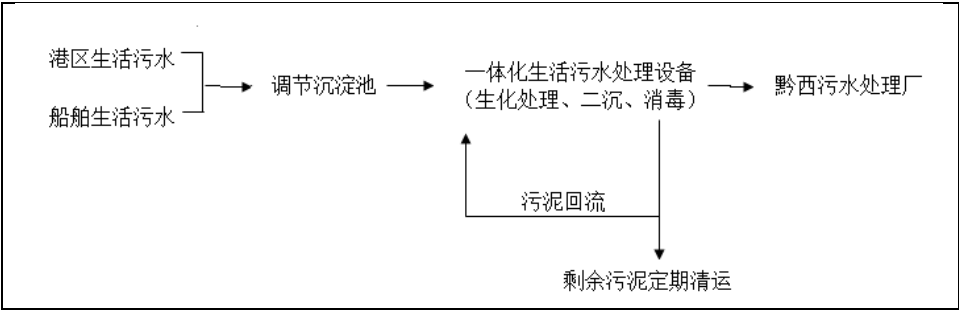 港区生活污水
船舶生活污水
调节沉淀池
一体化生活污水处理设备
（生化处理、二沉、消毒）
黔西污水处理厂
污泥回流
剩余污泥定期清运